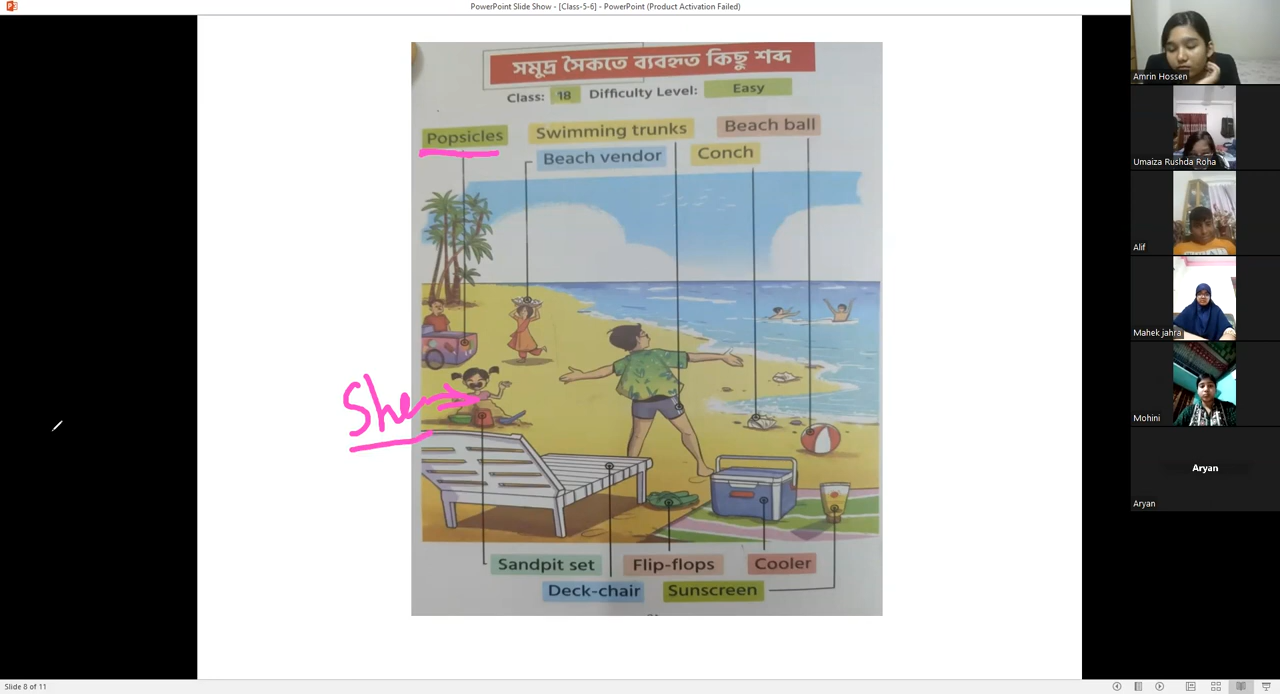 PowerPoint Slide Show - [Class-5-6] - PowerPoint (Product Activation Failed)
সমুদ্র সৈকতে ব্যবহৃত কিছু শব্দ
Class: 18 Difficulty Level: Easy
Popsicles Swimming trunks Beach ball
Beach vendor Conch
She
Sandpit set Flip-flops Cooler
Deck-chair Sunscreen
Amrin Hossen
Umaiza Rushda Roha
Alif
Mahek jahra
Mohini
Aryan
Aryan
Slide 8 of 11